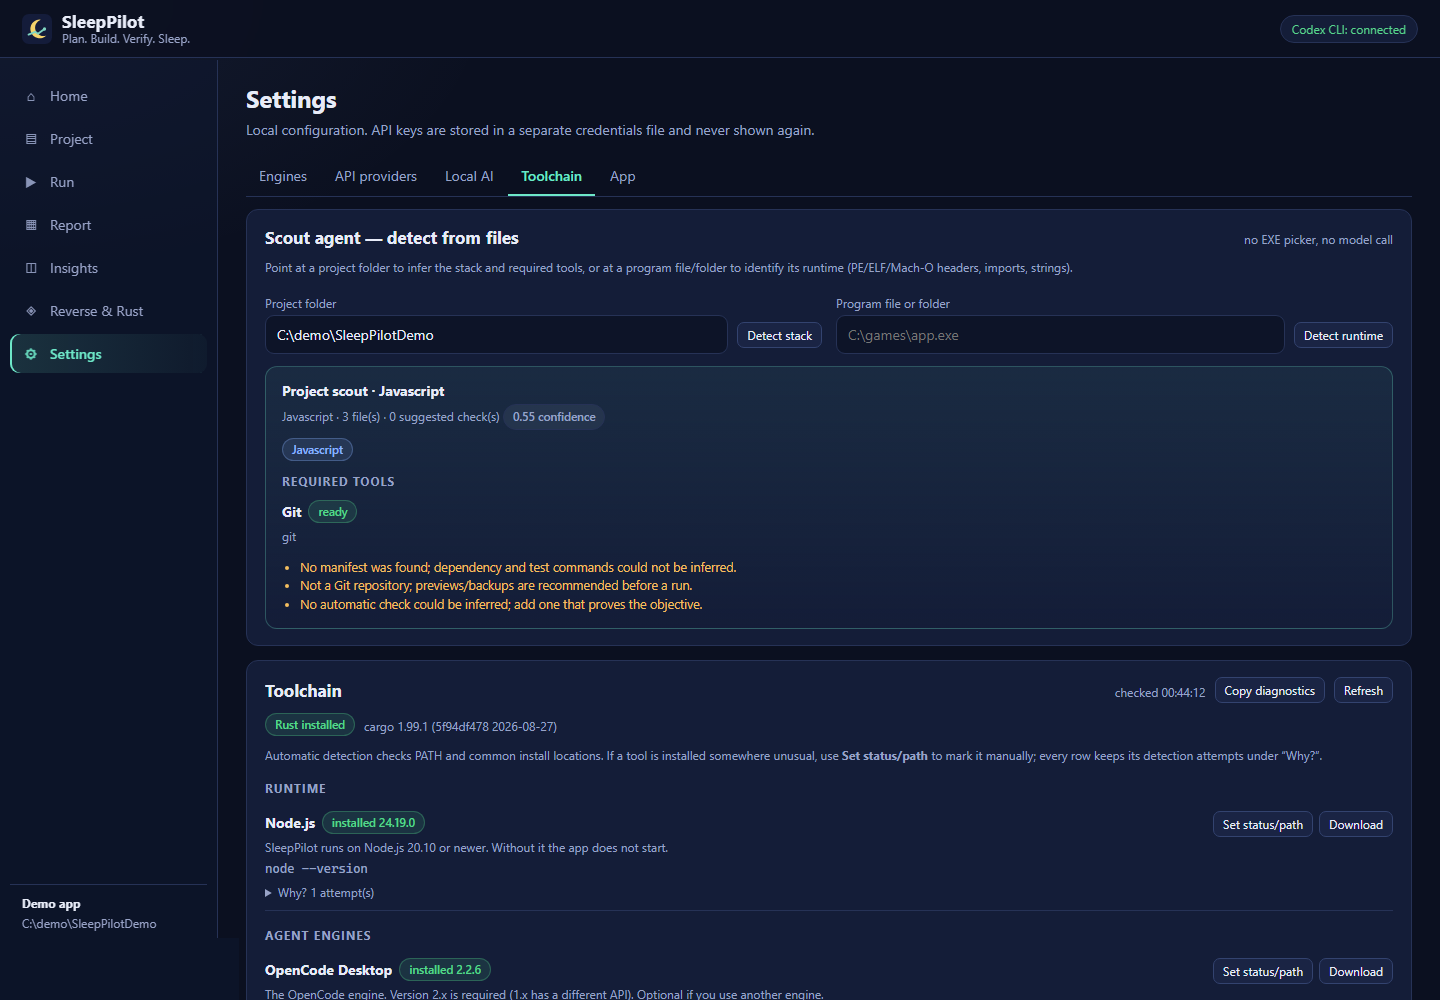 SleepPilot
Plan. Build. Verify. Sleep.
Codex CLI: connected
Home
Project
Run
Report
Insights
Reverse & Rust
Settings
Demo app
C:\demo\SleepPilotDemo
Settings
Local configuration. API keys are stored in a separate credentials file and never shown again.
Engines API providers Local AI Toolchain App
Scout agent — detect from files
no EXE picker, no model call
Point at a project folder to infer the stack and required tools, or at a program file/folder to identify its runtime (PE/ELF/Mach-O headers, imports, strings).
Project folder
C:\demo\SleepPilotDemo
Detect stack
Program file or folder
C:\games\app.exe
Detect runtime
Project scout · Javascript
Javascript · 3 file(s) · 0 suggested check(s) 0.55 confidence
Javascript
REQUIRED TOOLS
Git ready
git
• No manifest was found; dependency and test commands could not be inferred.
• Not a Git repository; previews/backups are recommended before a run.
• No automatic check could be inferred; add one that proves the objective.
Toolchain
checked 00:44:12 Copy diagnostics Refresh
Rust installed cargo 1.99.1 (5f94df478 2026-08-27)
Automatic detection checks PATH and common install locations. If a tool is installed somewhere unusual, use Set status/path to mark it manually; every row keeps its detection attempts under “Why?”.
RUNTIME
Node.js installed 24.19.0
Set status/path Download
SleepPilot runs on Node.js 20.10 or newer. Without it the app does not start.
node --version
Why? 1 attempt(s)
AGENT ENGINES
OpenCode Desktop installed 2.2.6
Set status/path Download
The OpenCode engine. Version 2.x is required (1.x has a different API). Optional if you use another engine.